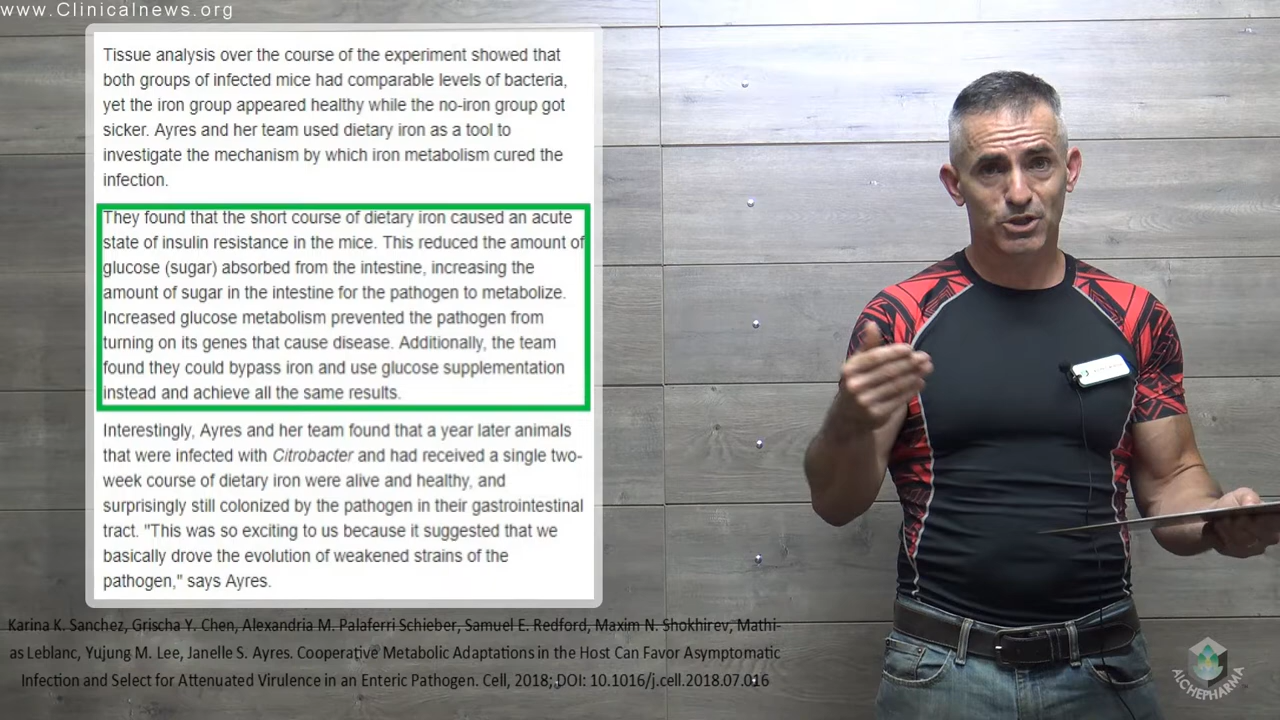 www.Clinicalnews.org
Tissue analysis over the course of the experiment showed that
both groups of infected mice had comparable levels of bacteria,
yet the iron group appeared healthy while the no-iron group got
sicker. Ayres and her team used dietary iron as a tool to
investigate the mechanism by which iron metabolism cured the
infection.
They found that the short course of dietary iron caused an acute
state of insulin resistance in the mice. This reduced the amount of
glucose (sugar) absorbed from the intestine, increasing the
amount of sugar in the intestine for the pathogen to metabolize.
Increased glucose metabolism prevented the pathogen from
turning on its genes that cause disease. Additionally, the team
found they could bypass iron and use glucose supplementation
instead and achieve all the same results.
Interestingly, Ayres and her team found that a year later animals
that were infected with Citrobacter and had received a single two-
week course of dietary iron were alive and healthy, and
surprisingly still colonized by the pathogen in their gastrointestinal
tract. "This was so exciting to us because it suggested that we
basically drove the evolution of weakened strains of the
pathogen," says Ayres.
Karina K. Sanchez, Grischa Y. Chen, Alexandria M. Palaferri Schieber, Samuel E. Redford, Maxim N. Shokhirev, Mathi-
as Leblanc, Yujung M. Lee, Janelle S. Ayres. Cooperative Metabolic Adaptations in the Host Can Favor Asymptomatic
Infection and Select for Attenuated Virulence in an Enteric Pathogen. Cell, 2018; DOI: 10.1016/j.cell.2018.07.016
ALCHEPHARMA